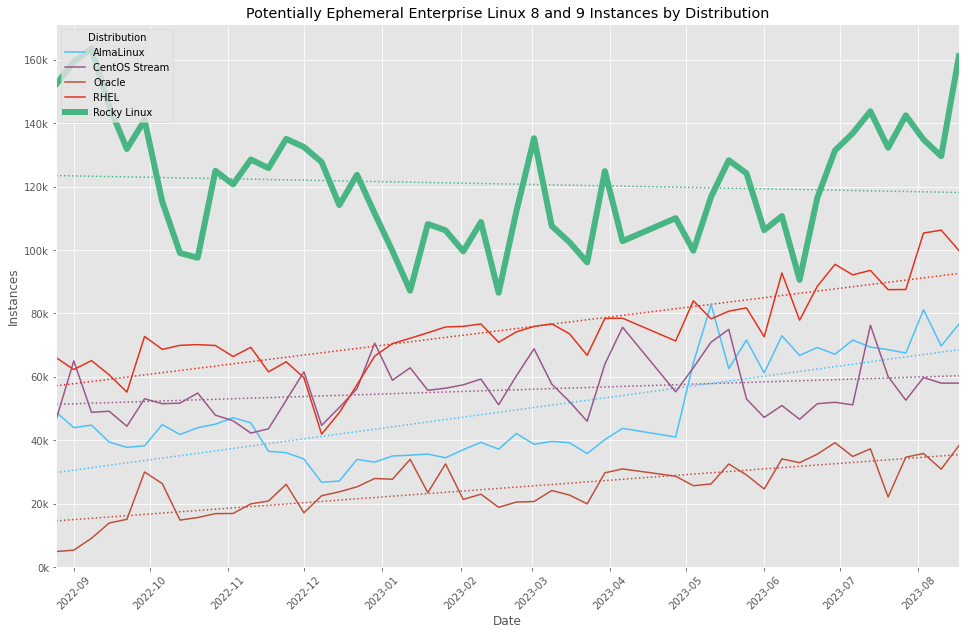 Potentially Ephemeral Enterprise Linux 8 and 9 Instances by Distribution
Distribution
AlmaLinux
CentOS Stream
Oracle
RHEL
Rocky Linux
160k
140k
120k
100k
80k
60k
40k
20k
0k
Instances
2022-09
2022-10
2022-11
2022-12
2023-01
2023-02
2023-03
2023-04
2023-05
2023-06
2023-07
2023-08
Date